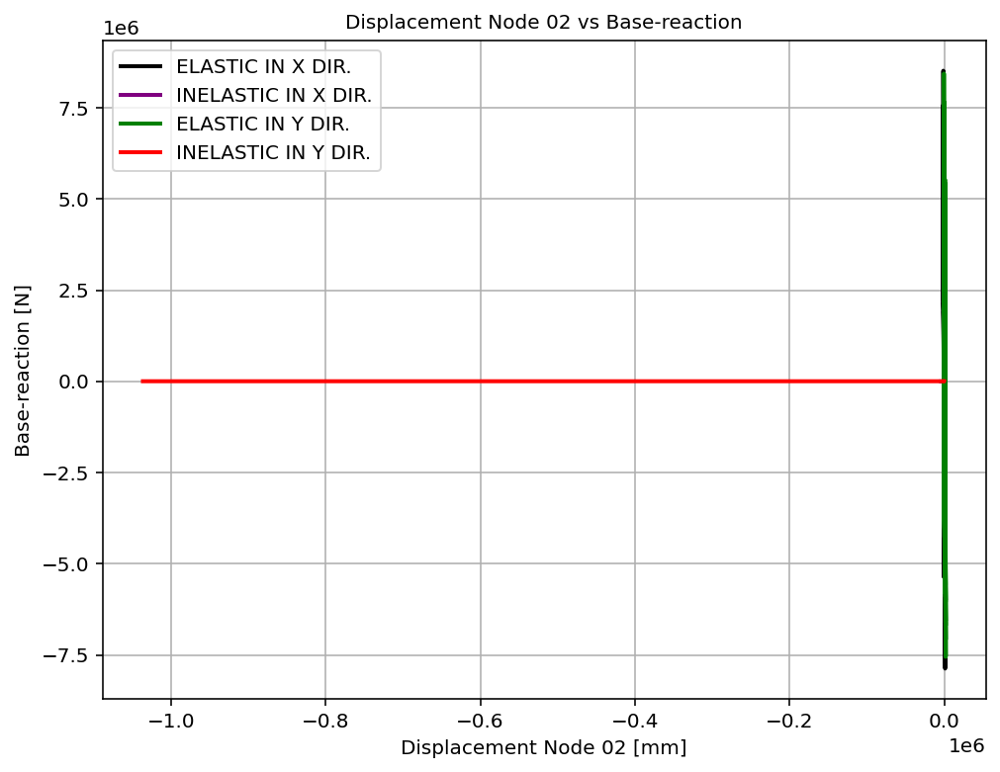 Displacement Node 02 vs Base-reaction
1e6
ELASTIC IN X DIR.
INELASTIC IN X DIR.
ELASTIC IN Y DIR.
INELASTIC IN Y DIR.
7.5
5.0
2.5
0.0
−2.5
−5.0
−7.5
Base-reaction [N]
−1.0 −0.8 −0.6 −0.4 −0.2 0.0
1e6
Displacement Node 02 [mm]